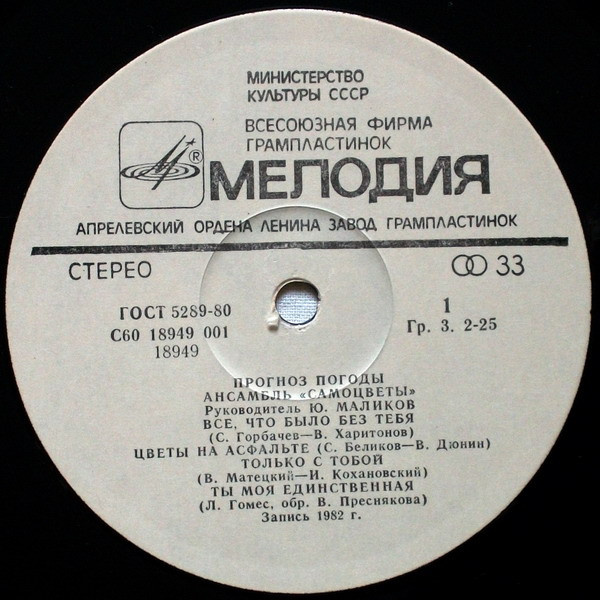 МИНИСТЕРСТВО
КУЛЬТУРЫ СССР
ВСЕСОЮЗНАЯ ФИРМА
ГРАМПЛАСТИНОК
®
МЕЛОДИЯ
АПРЕЛЕВСКИЙ ОРДЕНА ЛЕНИНА ЗАВОД ГРАМПЛАСТИНОК
СТЕРЕО
33
ГОСТ 5289-80
С60 18949 001
18949
1
Гр. 3. 2-25
ПРОГНОЗ ПОГОДЫ
АНСАМБЛЬ «САМОЦВЕТЫ»
Руководитель Ю. МАЛИКОВ
ВСЕ, ЧТО БЫЛО БЕЗ ТЕБЯ
(С. Горбачев—В. Харитонов)
ЦВЕТЫ НА АСФАЛЬТЕ (С. Беликов—В. Дюнин)
ТОЛЬКО С ТОБОЙ
(В. Матецкий—И. Кохановский)
ТЫ МОЯ ЕДИНСТВЕННАЯ
(Л. Гомес, обр. В. Преснякова)
Запись 1982 г.